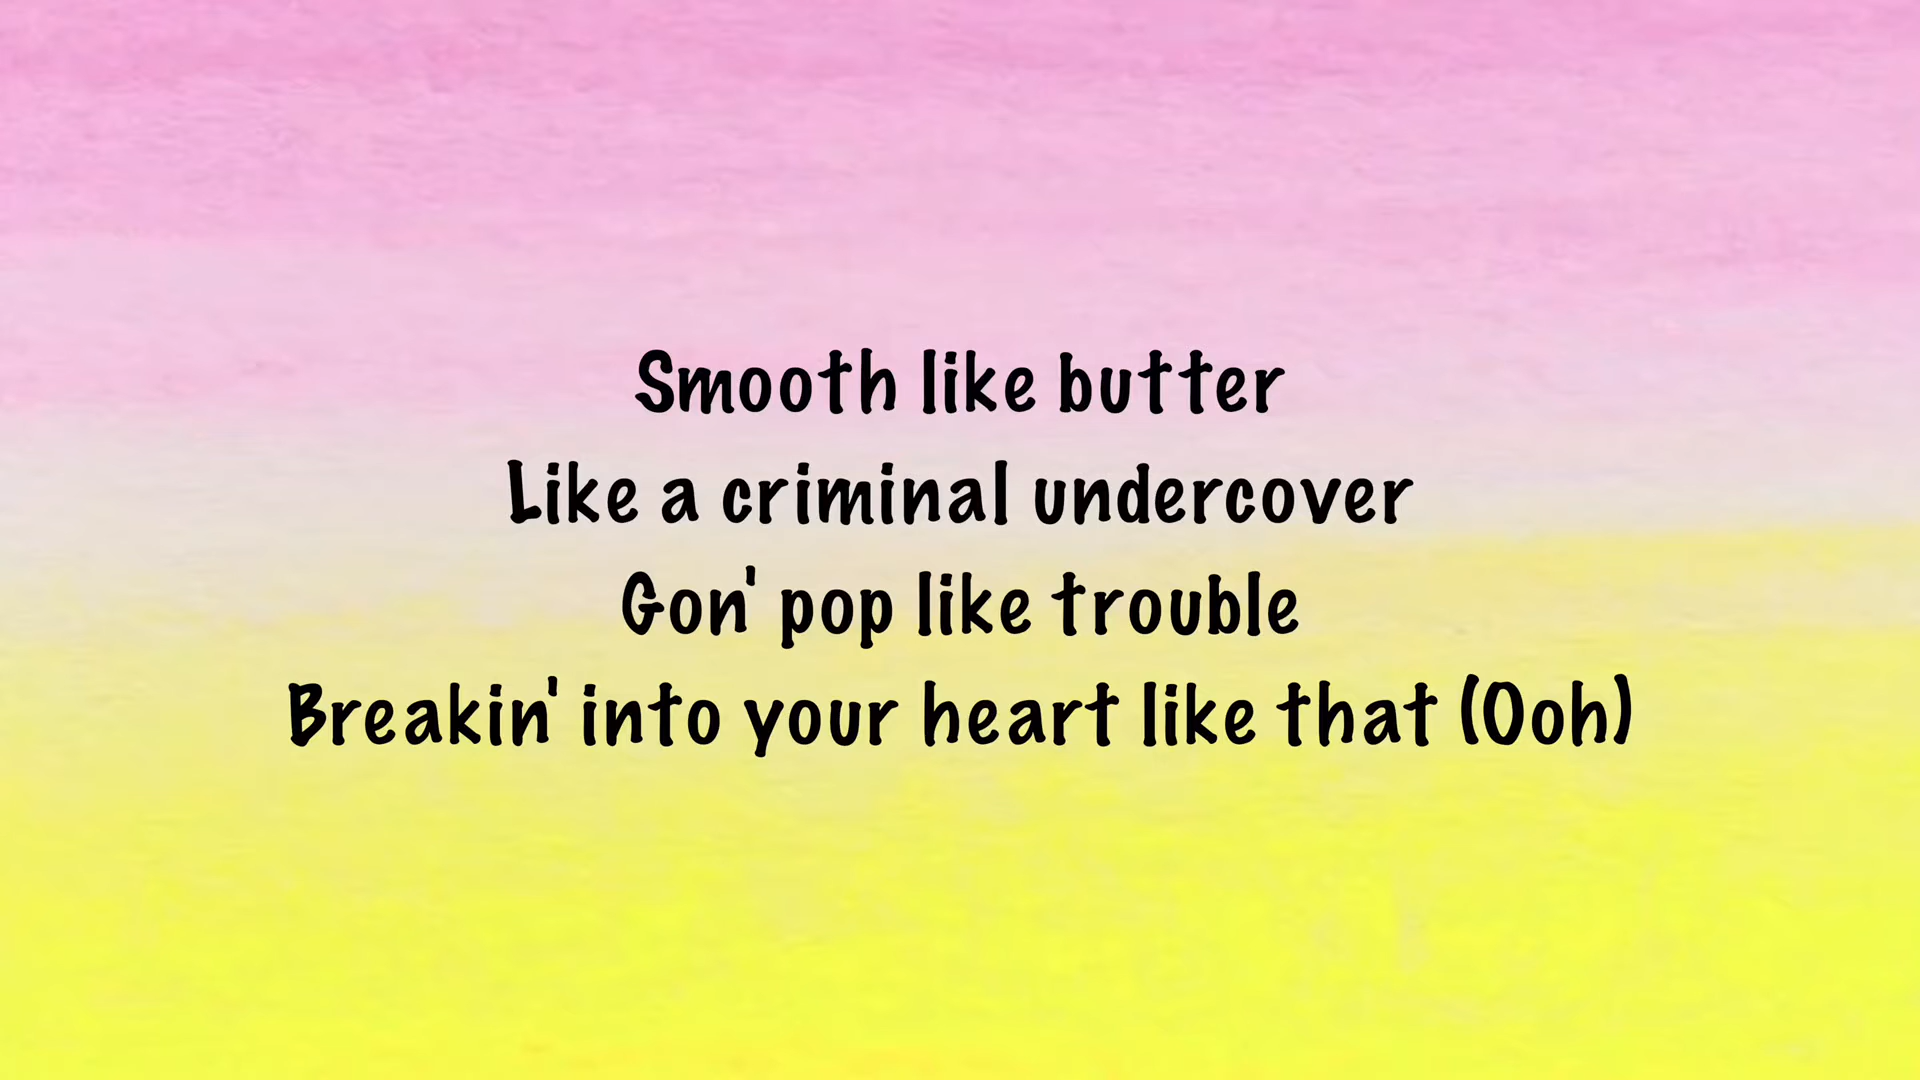 Smooth like butter
Like a criminal undercover
Gon' pop like trouble
Breakin' into your heart like that (Ooh)